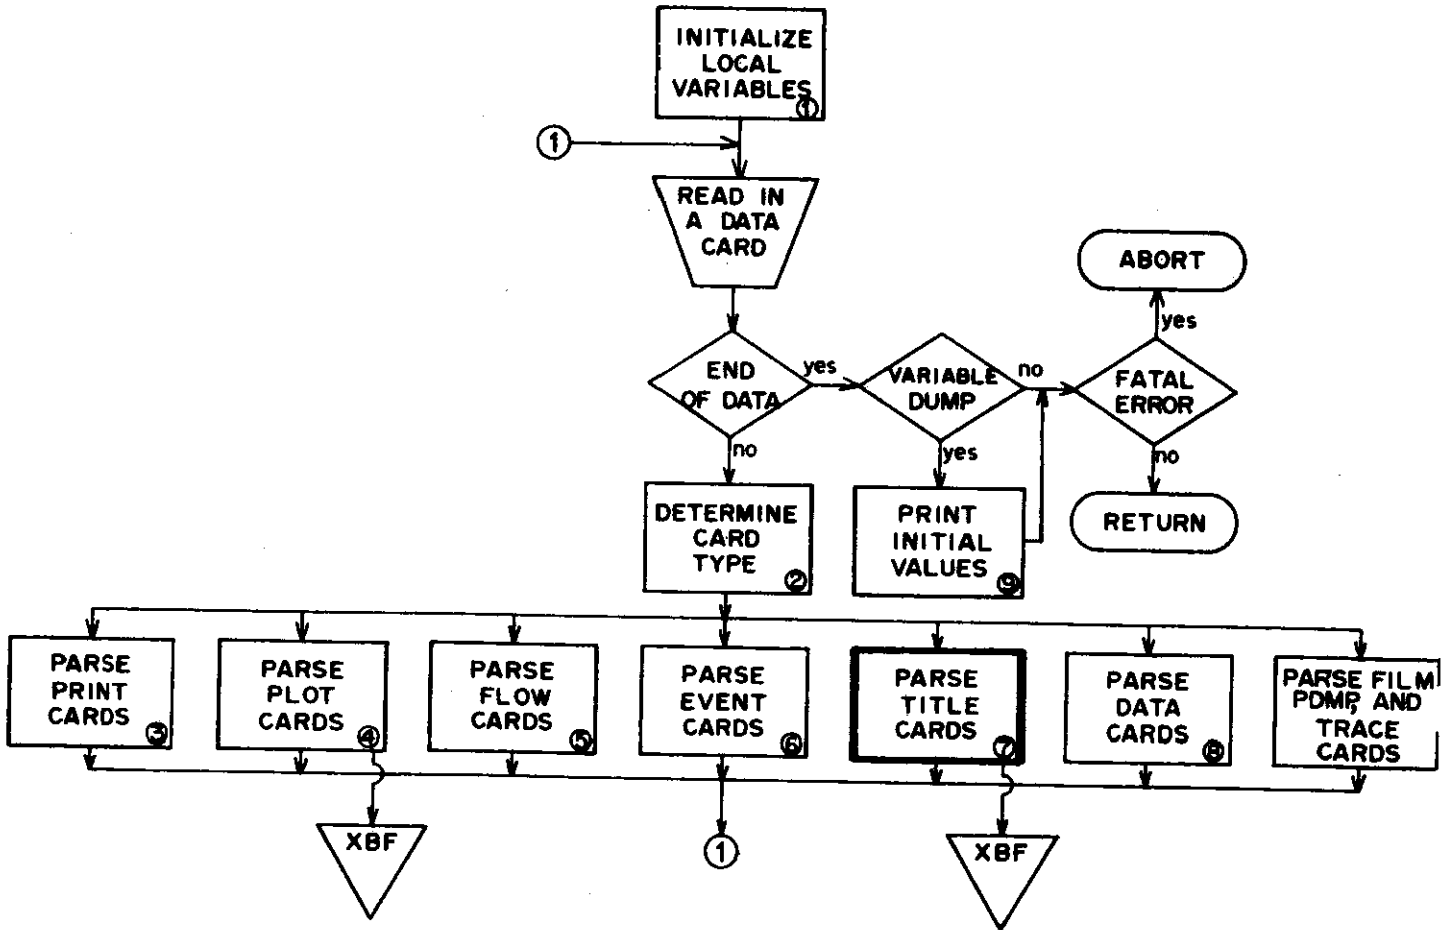 INITIALIZE
LOCAL
VARIABLES
①
①
READ IN
A DATA
CARD
ABORT
yes
END
OF DATA
yes
VARIABLE
DUMP
no
FATAL
ERROR
no
yes
no
DETERMINE
CARD
TYPE
②
PRINT
INITIAL
VALUES
⑨
RETURN
PARSE
PRINT
CARDS
③
PARSE
PLOT
CARDS
④
PARSE
FLOW
CARDS
⑤
PARSE
EVENT
CARDS
⑥
PARSE
TITLE
CARDS
⑦
PARSE
DATA
CARDS
⑧
PARSE FILM
PDMP, AND
TRACE
CARDS
XBF
①
XBF